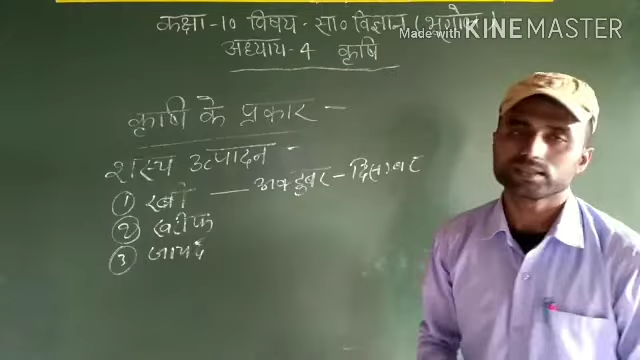 कक्षा-10 विषय- सा० विज्ञान (भूगोल)
Made with KINEMASTER
अध्याय-4 कृषि
कृषि के प्रकार -
शस्य उत्पादन -
① रबी — अक्टूबर - दिसंबर
② खरीफ
③ जायद